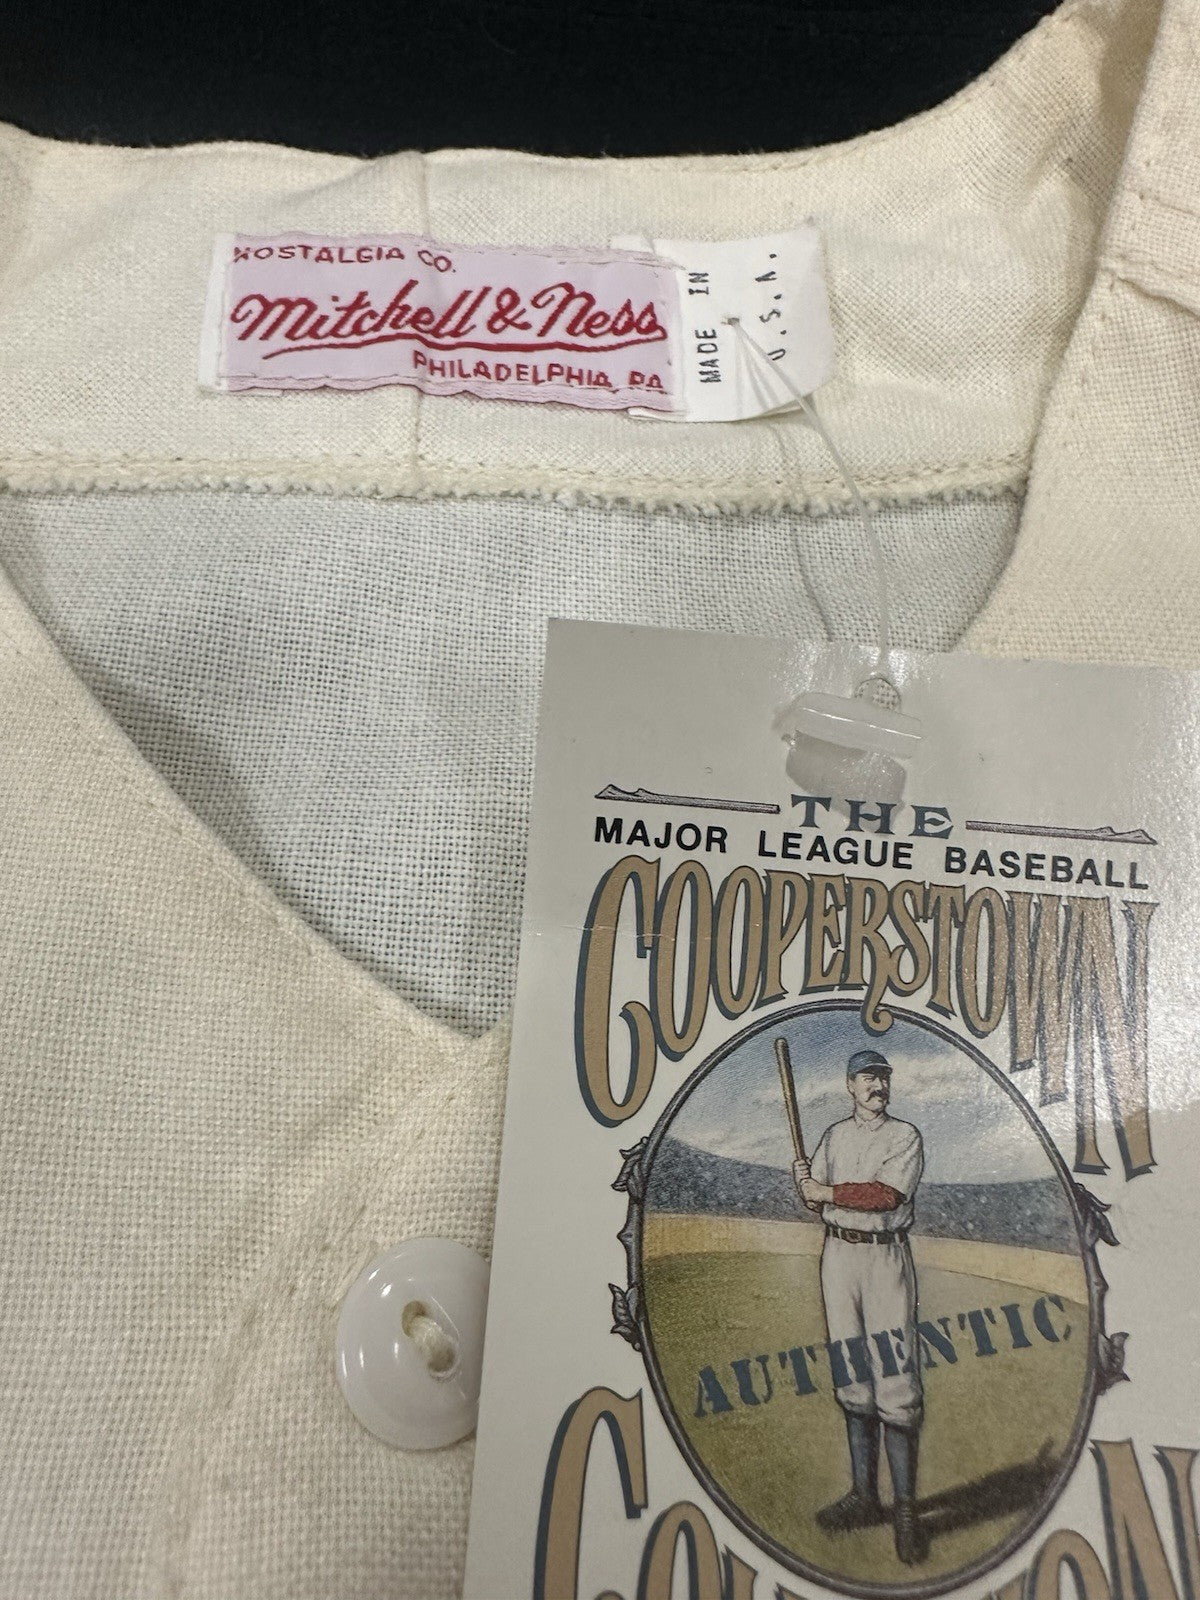 NOSTALGIA CO.
Mitchell & Ness
PHILADELPHIA PA
MADE IN
U.S.A.
THE
MAJOR LEAGUE BASEBALL
COOPERSTOWN
AUTHENTIC